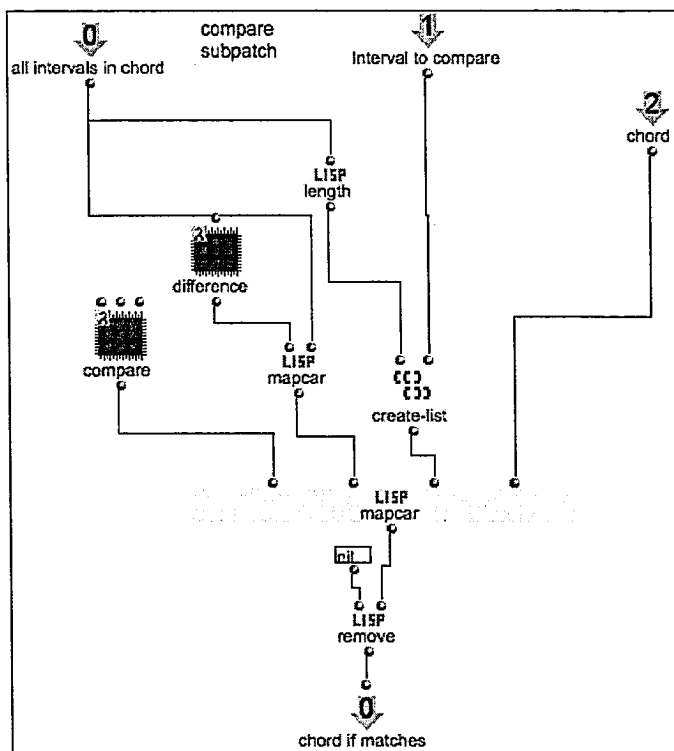 0
compare
subpatch
1
all intervals in chord
Interval to compare
2
chord
LISP
length
difference
compare
LISP
mapcar
create-list
LISP
mapcar
nil
LISP
remove
0
chord if matches